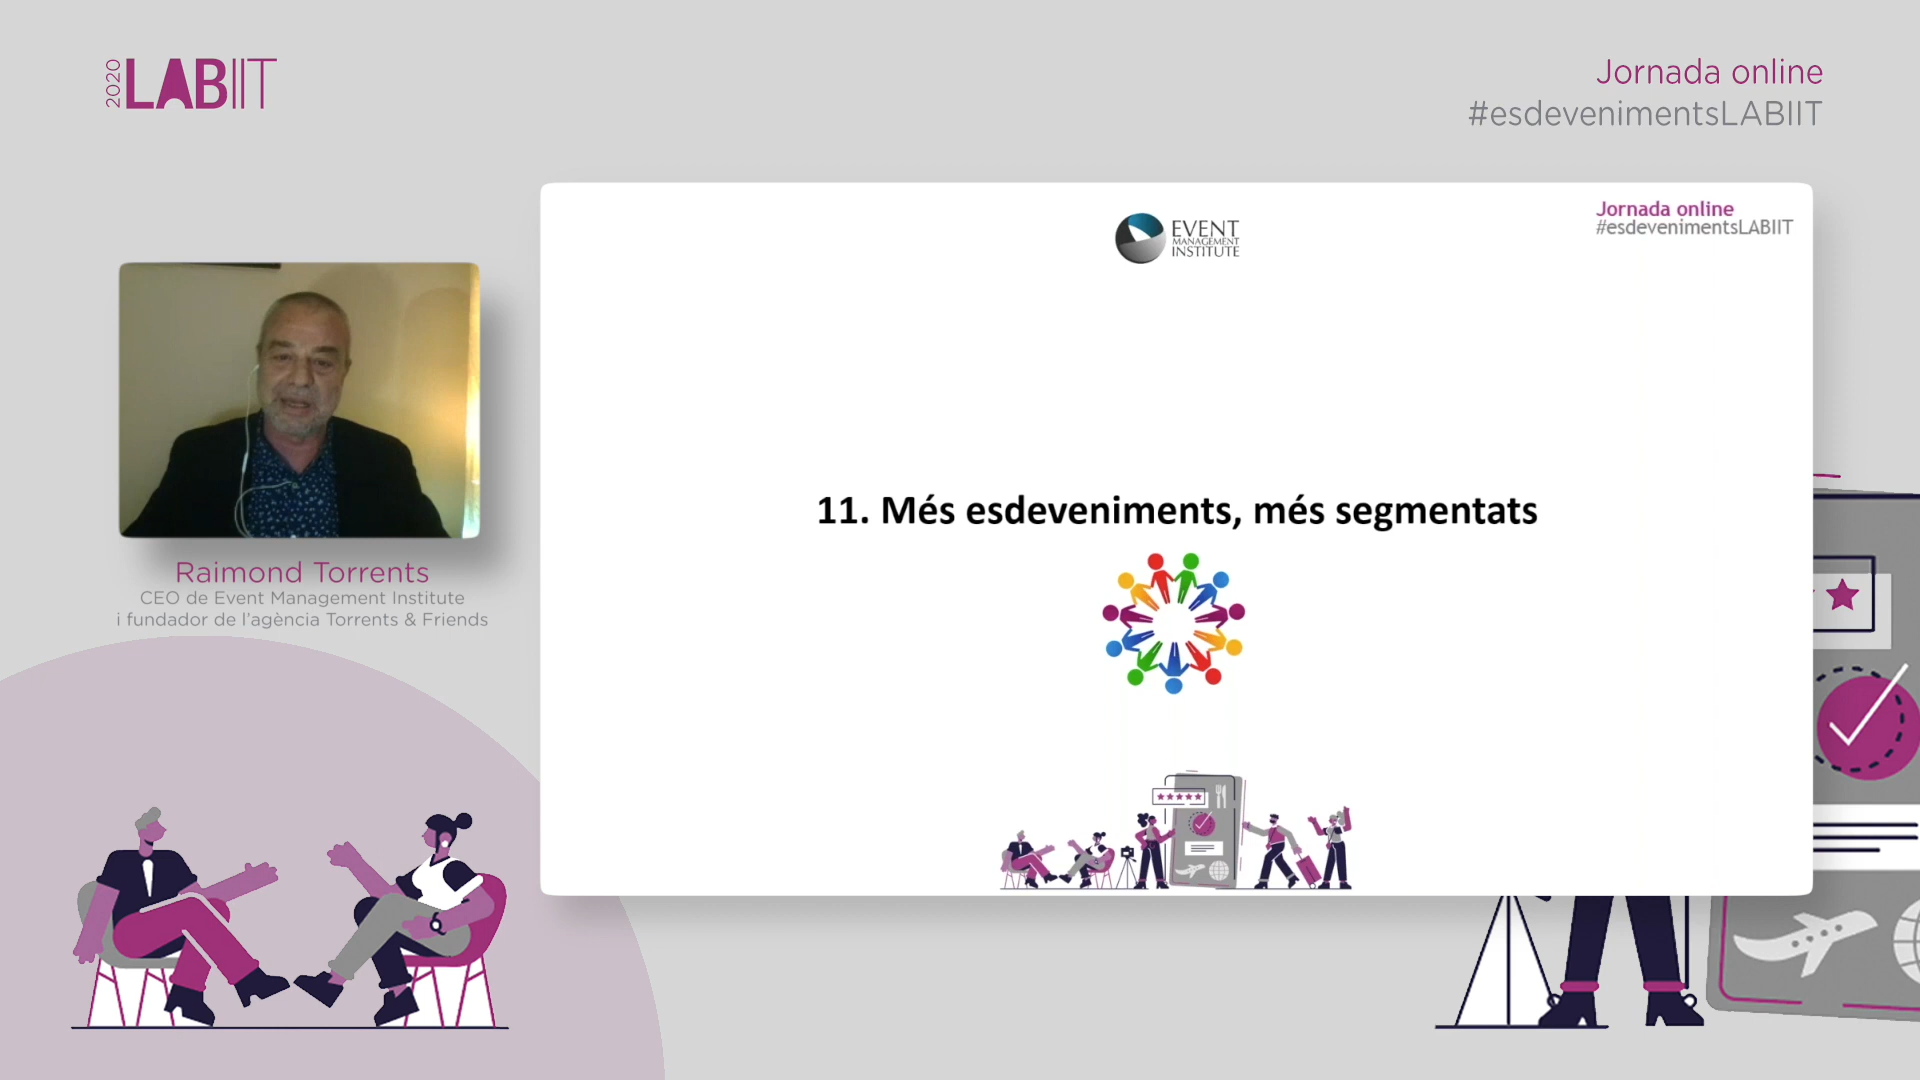 2020 LABIIT
Jornada online
#esdevenimentsLABIIT
EVENT
MANAGEMENT
INSTITUTE
Jornada online
#esdevenimentsLABIIT
11. Més esdeveniments, més segmentats
Raimond Torrents
CEO de Event Management Institute
i fundador de l'agència Torrents & Friends